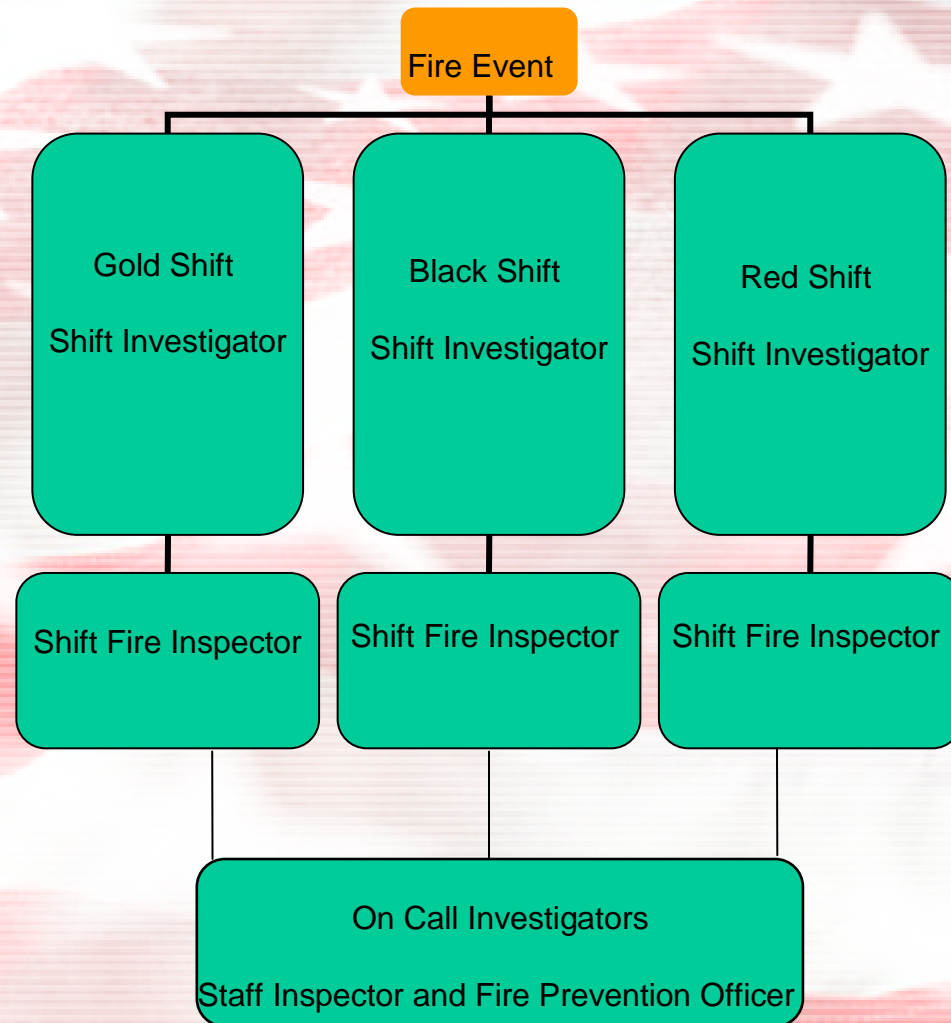 Fire Event
Gold Shift
Shift Investigator
Black Shift
Shift Investigator
Red Shift
Shift Investigator
Shift Fire Inspector
Shift Fire Inspector
Shift Fire Inspector
On Call Investigators
Staff Inspector and Fire Prevention Officer